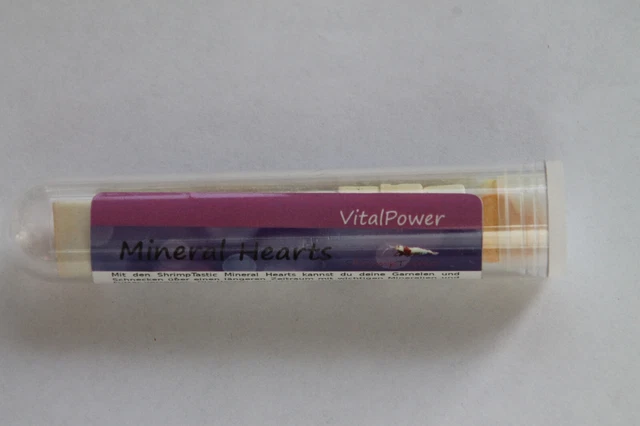 VitalPower
Mineral Hearts
Mit den ShrimpTastic Mineral Hearts kannst du deine Garnelen und
Schnecken über einen längeren Zeitraum mit wichtigen Mineralien und